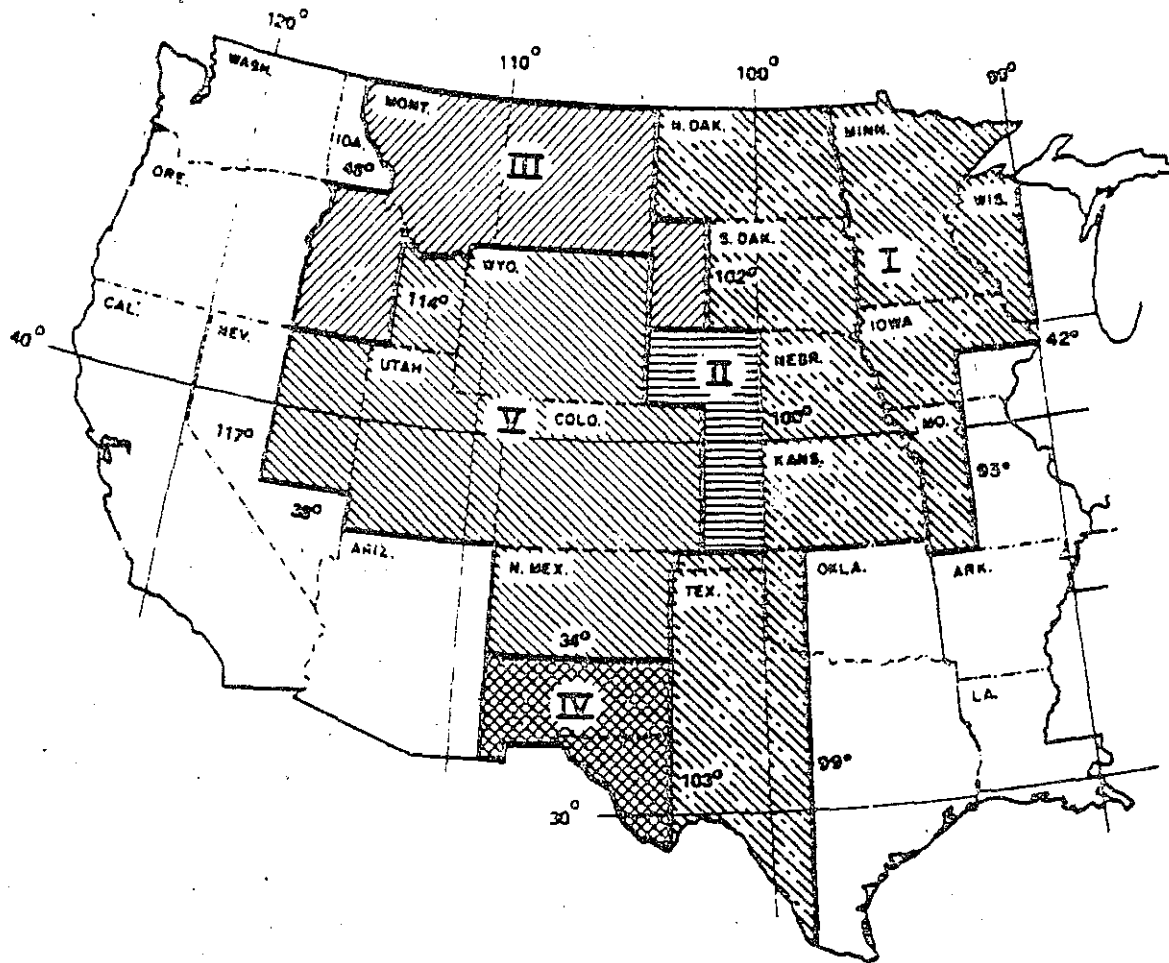 120°
110°
100°
90°
WASH.
MONT.
N. DAK.
MINN.
IDA.
III
45°
ORE.
WIS.
S. DAK.
WYO.
102°
I
114°
CAL.
NEV.
IOWA
40°
UTAH
II
NEBR.
42°
V
COLO.
100°
MO.
117°
KANS.
93°
38°
ARIZ.
N. MEX.
TEX.
OKLA.
ARK.
34°
IV
LA.
103°
99°
30°